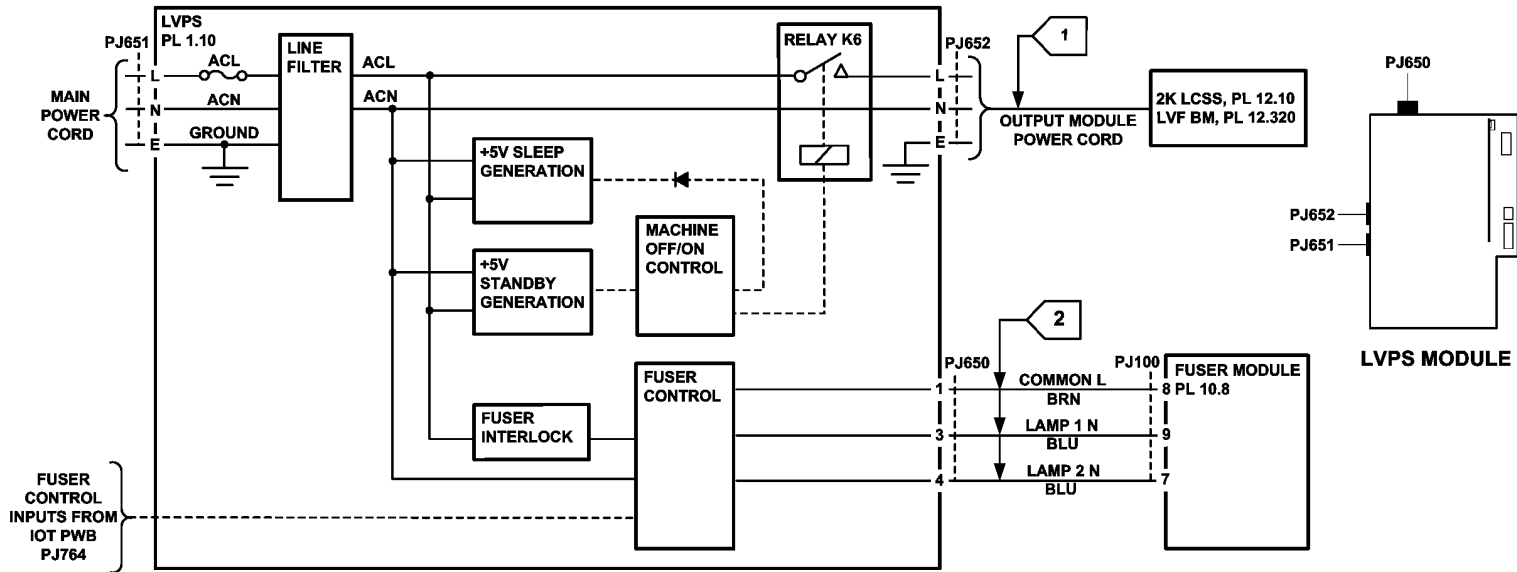 LVPS
PL 1.10
PJ651
L
N
E
MAIN
POWER
CORD
ACL
ACN
GROUND
LINE
FILTER
ACL
ACN
RELAY K6
PJ652
L
N
E
1
OUTPUT MODULE
POWER CORD
2K LCSS, PL 12.10
LVF BM, PL 12.320
+5V SLEEP
GENERATION
+5V
STANDBY
GENERATION
MACHINE
OFF/ON
CONTROL
FUSER
INTERLOCK
FUSER
CONTROL
FUSER
CONTROL
INPUTS FROM
IOT PWB
PJ764
2
PJ650
PJ100
1
COMMON L
BRN
8
3
LAMP 1 N
BLU
9
4
LAMP 2 N
BLU
7
FUSER MODULE
PL 10.8
PJ650
PJ652
PJ651
LVPS MODULE